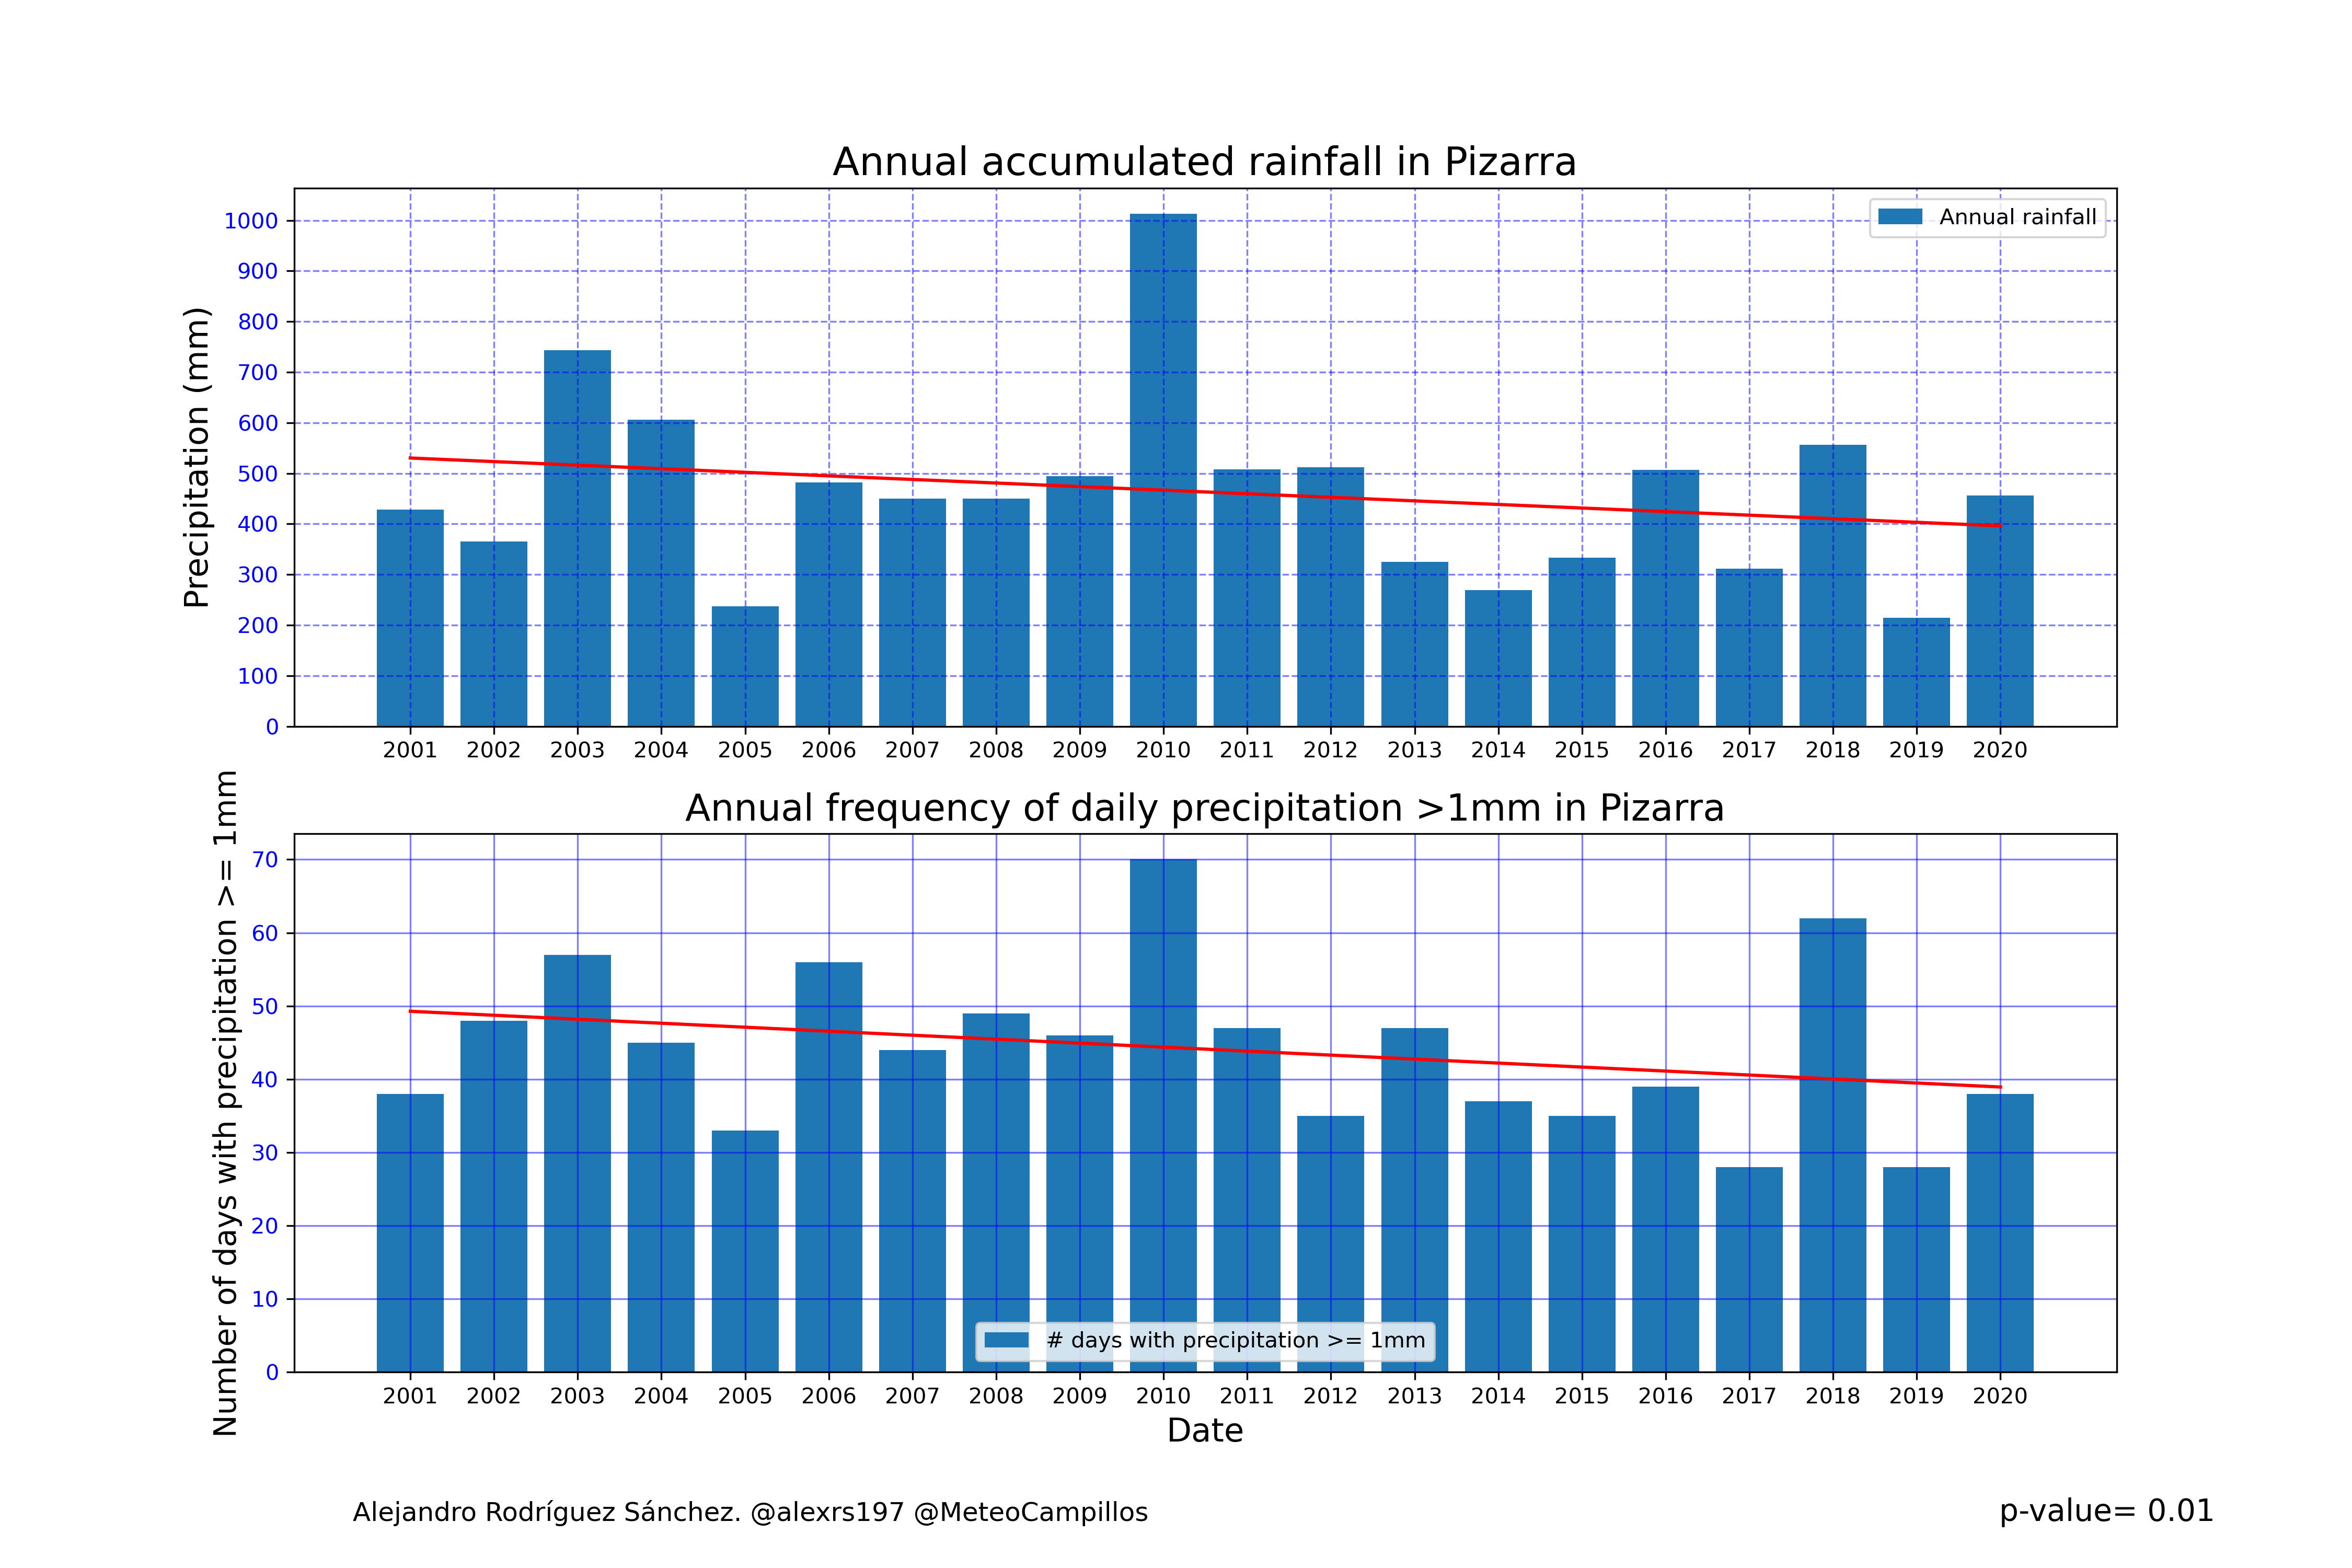 Annual accumulated rainfall in Pizarra
Precipitation (mm)
1000
900
800
700
600
500
400
300
200
100
0
Annual rainfall
2001 2002 2003 2004 2005 2006 2007 2008 2009 2010 2011 2012 2013 2014 2015 2016 2017 2018 2019 2020
Annual frequency of daily precipitation >1mm in Pizarra
Number of days with precipitation >= 1mm
70
60
50
40
30
20
10
0
# days with precipitation >= 1mm
2001 2002 2003 2004 2005 2006 2007 2008 2009 2010 2011 2012 2013 2014 2015 2016 2017 2018 2019 2020
Date
Alejandro Rodríguez Sánchez. @alexrs197 @MeteoCampillos
p-value= 0.01